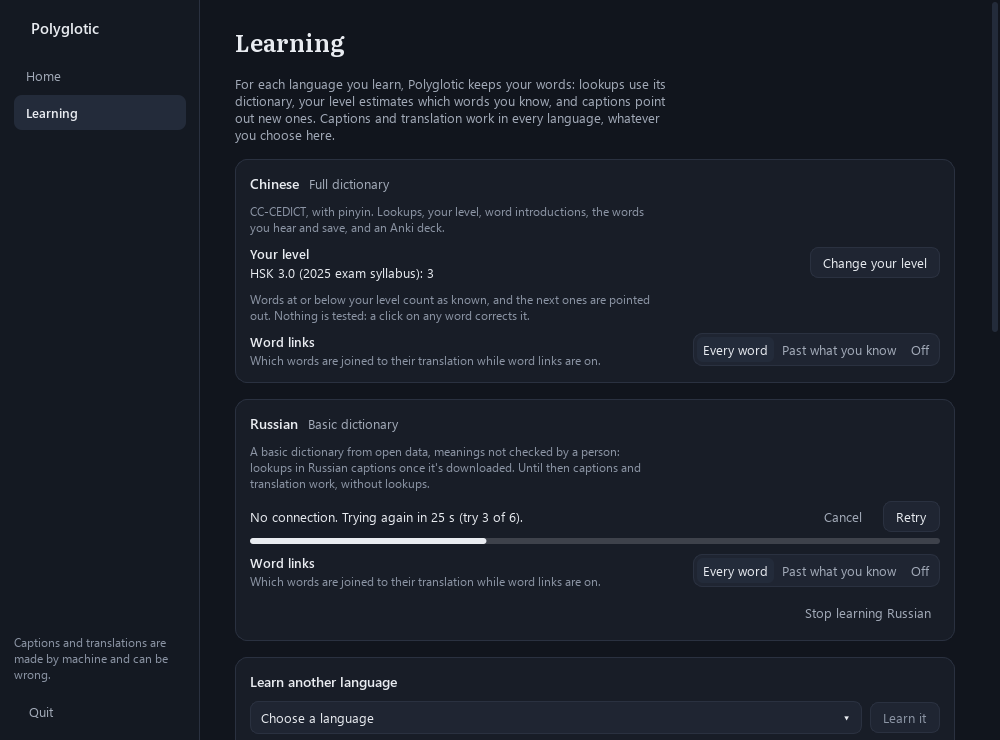 Polyglotic
Home
Learning
Captions and translations are
made by machine and can be
wrong.
Quit
Learning
For each language you learn, Polyglotic keeps your words: lookups use its
dictionary, your level estimates which words you know, and captions point
out new ones. Captions and translation work in every language, whatever
you choose here.
Chinese Full dictionary
CC-CEDICT, with pinyin. Lookups, your level, word introductions, the words
you hear and save, and an Anki deck.
Your level
HSK 3.0 (2025 exam syllabus): 3
Change your level
Words at or below your level count as known, and the next ones are pointed
out. Nothing is tested: a click on any word corrects it.
Word links
Which words are joined to their translation while word links are on.
Every word Past what you know Off
Russian Basic dictionary
A basic dictionary from open data, meanings not checked by a person:
lookups in Russian captions once it's downloaded. Until then captions and
translation work, without lookups.
No connection. Trying again in 25 s (try 3 of 6).
Cancel Retry
Word links
Which words are joined to their translation while word links are on.
Every word Past what you know Off
Stop learning Russian
Learn another language
Choose a language
Learn it